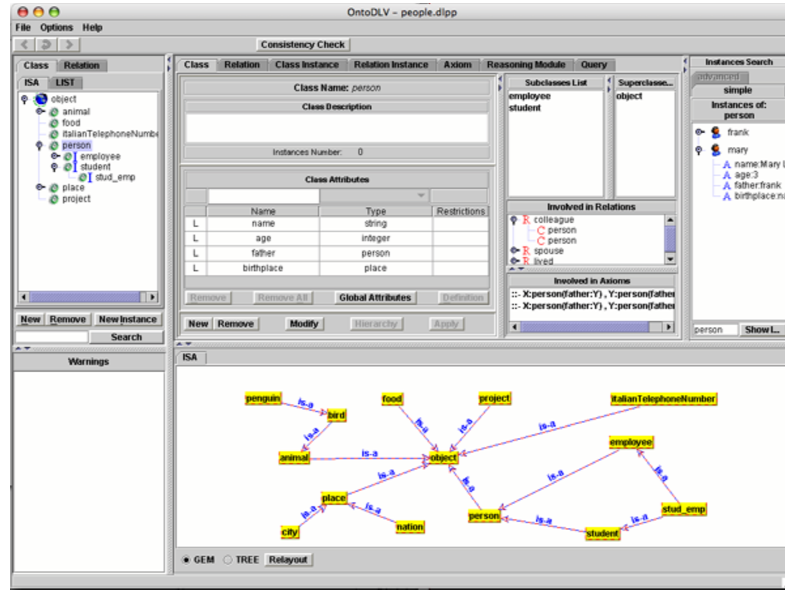 OntoDLV – people.dlpp
File Options Help
Consistency Check
Class Relation
ISA LIST
object
animal
food
italianTelephoneNumbe
person
employee
student
stud_emp
place
project
New Remove New Instance
Search
Warnings
Class Relation Class Instance Relation Instance Axiom Reasoning Module Query
Class Name: person
Class Description
Instances Number: 0
Class Attributes
Name Type Restrictions
L name string
L age integer
L father person
L birthplace place
Remove Remove All Global Attributes Definition
New Remove Modify Hierarchy Apply
Subclasses List
employee
student
Superclasse...
object
Involved in Relations
R colleague
C person
C person
R spouse
R lived
Involved in Axioms
::- X:person(father:Y) , Y:person(father
::- X:person(father:Y) , Y:person(father
Instances Search
advanced
simple
Instances of:
person
frank
mary
A name:Mary L
A age:3
A father:frank
A birthplace:na
person Show I...
ISA
penguin
is-a
bird
is-a
animal
is-a
food
is-a
project
is-a
italianTelephoneNumber
is-a
object
employee
is-a
place
is-a
is-a
city
is-a
nation
is-a
person
is-a
student
is-a
stud_emp
is-a
is-a
GEM TREE Relayout